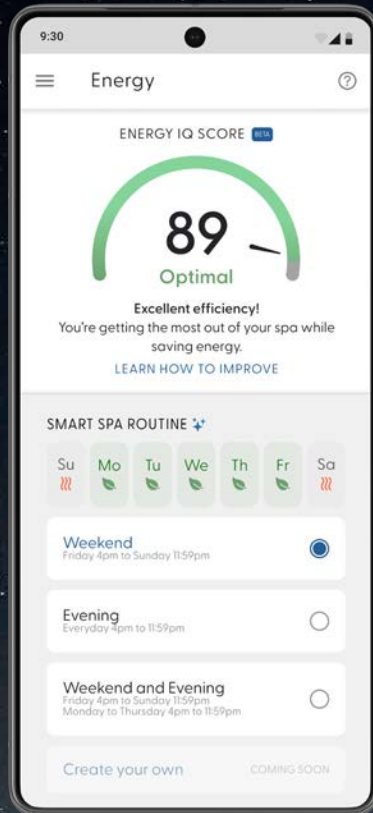 9:30
Energy
ENERGY IQ SCORE BETA
89
Optimal
Excellent efficiency!
You're getting the most out of your spa while
saving energy.
LEARN HOW TO IMPROVE
SMART SPA ROUTINE
Su Mo Tu We Th Fr Sa
Weekend
Friday 4pm to Sunday 11:59pm
Evening
Everyday 4pm to 11:59pm
Weekend and Evening
Friday 4pm to Sunday 11:59pm
Monday to Thursday 4pm to 11:59pm
Create your own COMING SOON